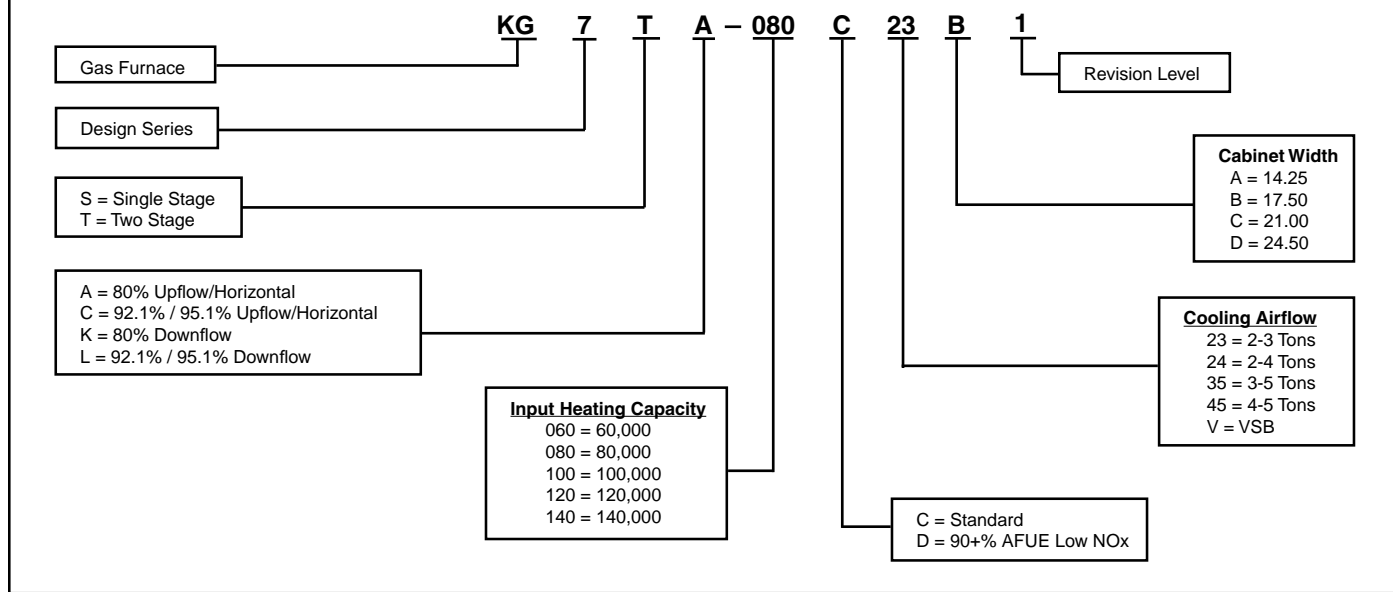 KG 7 T A – 080 C 23 B 1
Gas Furnace
Revision Level
Design Series
Cabinet Width
A = 14.25
B = 17.50
C = 21.00
D = 24.50
S = Single Stage
T = Two Stage
A = 80% Upflow/Horizontal
C = 92.1% / 95.1% Upflow/Horizontal
K = 80% Downflow
L = 92.1% / 95.1% Downflow
Cooling Airflow
23 = 2-3 Tons
24 = 2-4 Tons
35 = 3-5 Tons
45 = 4-5 Tons
V = VSB
Input Heating Capacity
060 = 60,000
080 = 80,000
100 = 100,000
120 = 120,000
140 = 140,000
C = Standard
D = 90+% AFUE Low NOx